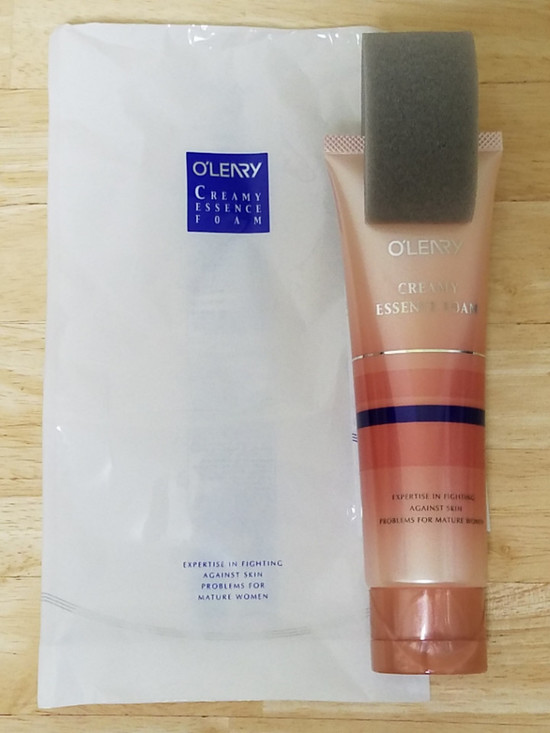 O'LEARY
CREAMY
ESSENCE
FOAM
EXPERTISE IN FIGHTING
AGAINST SKIN
PROBLEMS FOR
MATURE WOMEN
O'LEARY
CREAMY
ESSENCE FOAM
EXPERTISE IN FIGHTING
AGAINST SKIN
PROBLEMS FOR MATURE WOMEN